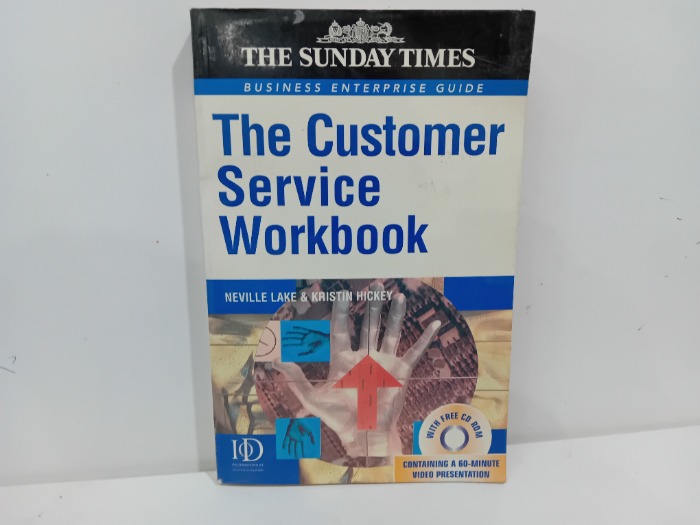 THE SUNDAY TIMES
BUSINESS ENTERPRISE GUIDE
The Customer
Service
Workbook
NEVILLE LAKE & KRISTIN HICKEY
WITH FREE CD ROM
IOD
CONTAINING A 60-MINUTE
VIDEO PRESENTATION